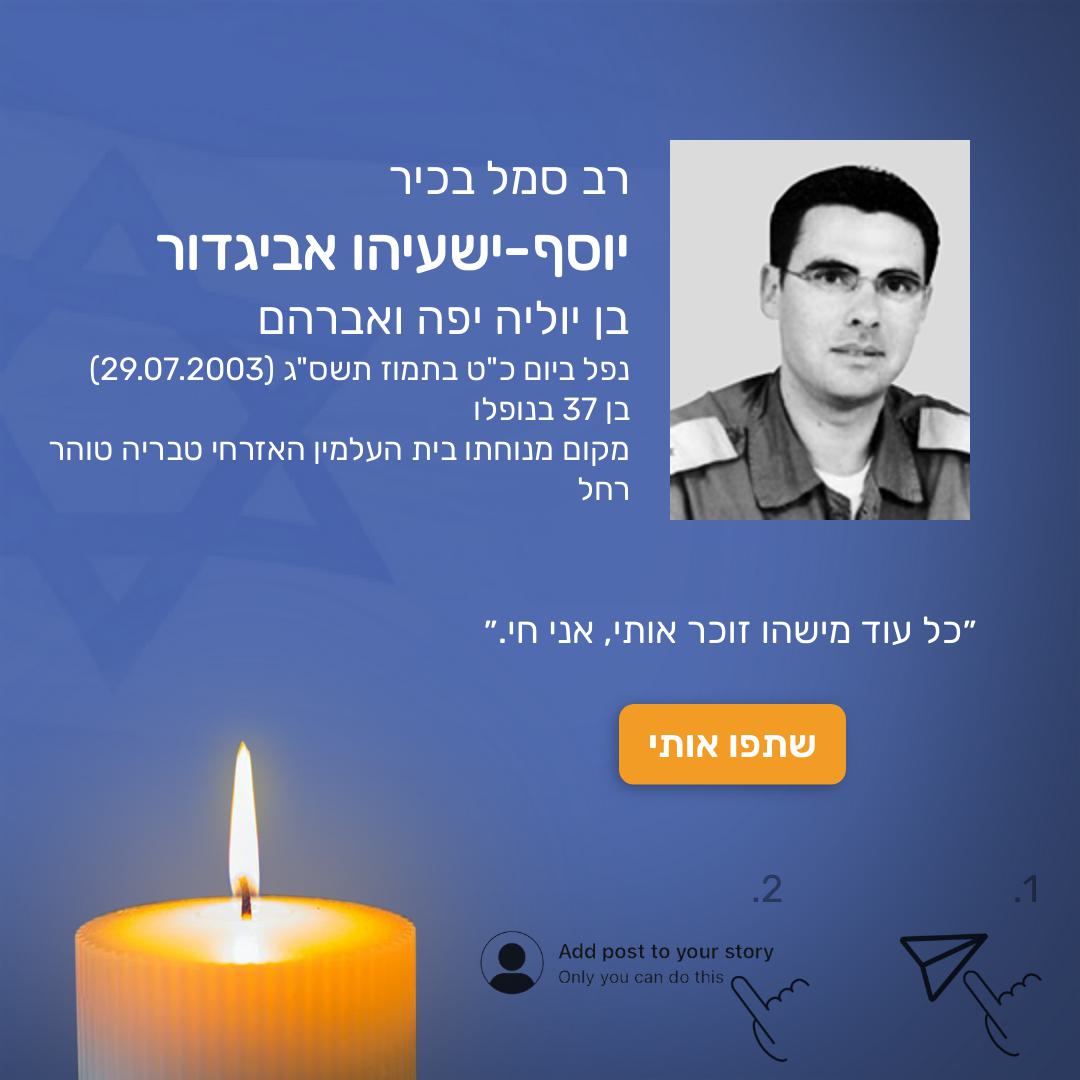 רב סמל בכיר
יוסף-ישעיהו אביגדור
בן יוליה יפה ואברהם
נפל ביום כ"ט בתמוז תשס"ג (29.07.2003)
בן 37 בנופלו
מקום מנוחתו בית העלמין האזרחי טבריה טוהר
רחל
״כל עוד מישהו זוכר אותי, אני חי.״
שתפו אותי
1.
2.
Add post to your story
Only you can do this